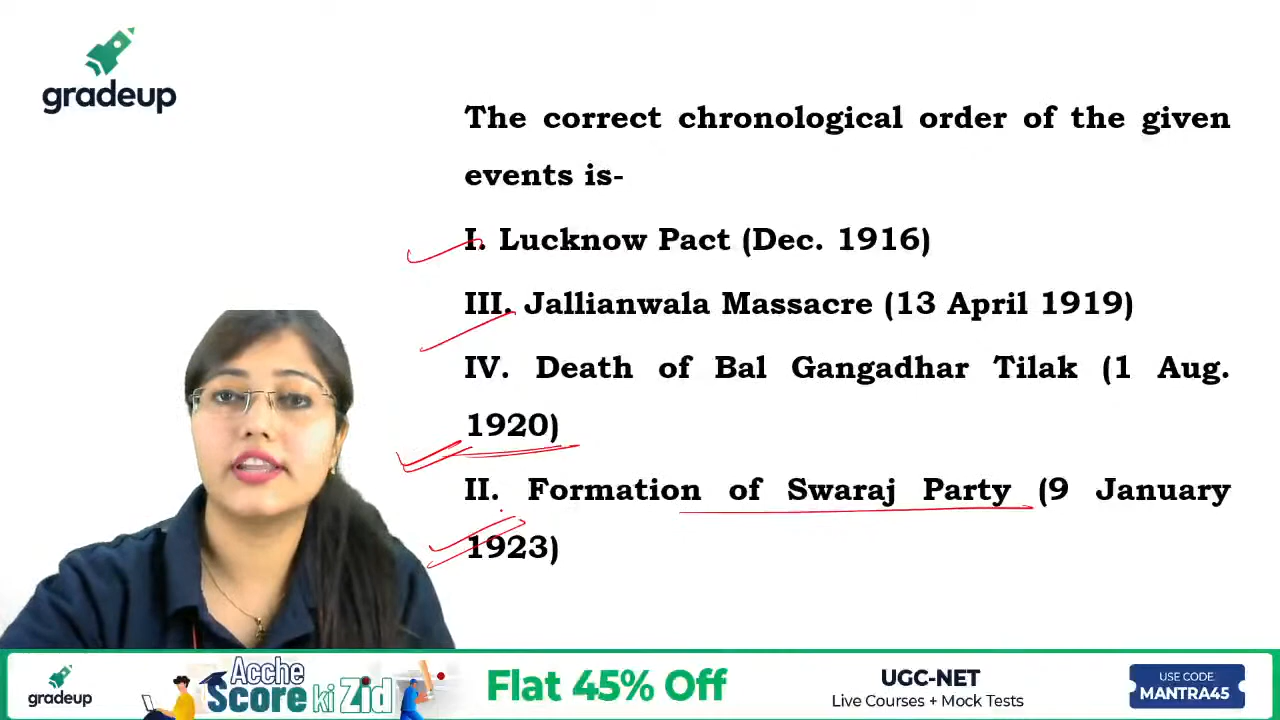 gradeup
The correct chronological order of the given
events is-
I. Lucknow Pact (Dec. 1916)
III. Jallianwala Massacre (13 April 1919)
IV. Death of Bal Gangadhar Tilak (1 Aug.
1920)
II. Formation of Swaraj Party (9 January
1923)
gradeup
Acche
Score ki Zid
Flat 45% Off
UGC-NET
Live Courses + Mock Tests
USE CODE
MANTRA45